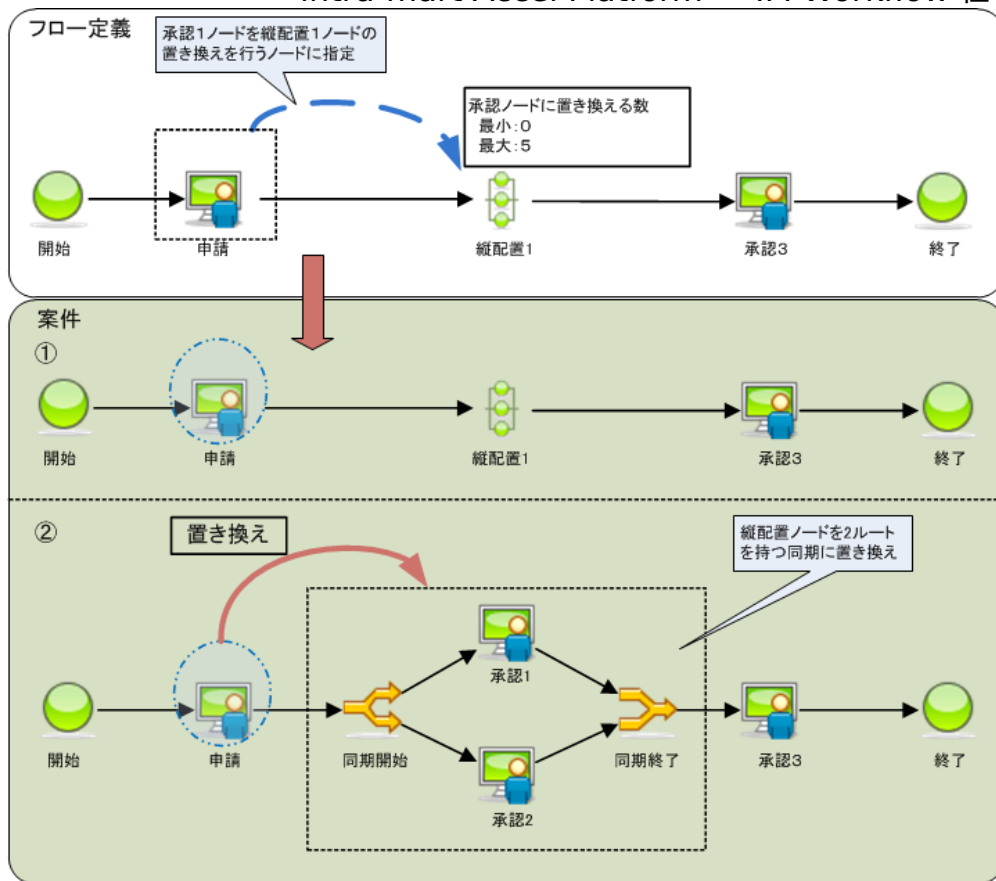 フロー定義
承認1ノードを縦配置1ノードの
置き換えを行うノードに指定
承認ノードに置き換える数
最小:0
最大:5
開始
申請
縦配置1
承認3
終了
案件
①
開始
申請
縦配置1
承認3
終了
②
置き換え
縦配置ノードを2ルート
を持つ同期に置き換え
承認1
開始
申請
同期開始
同期終了
承認3
終了
承認2